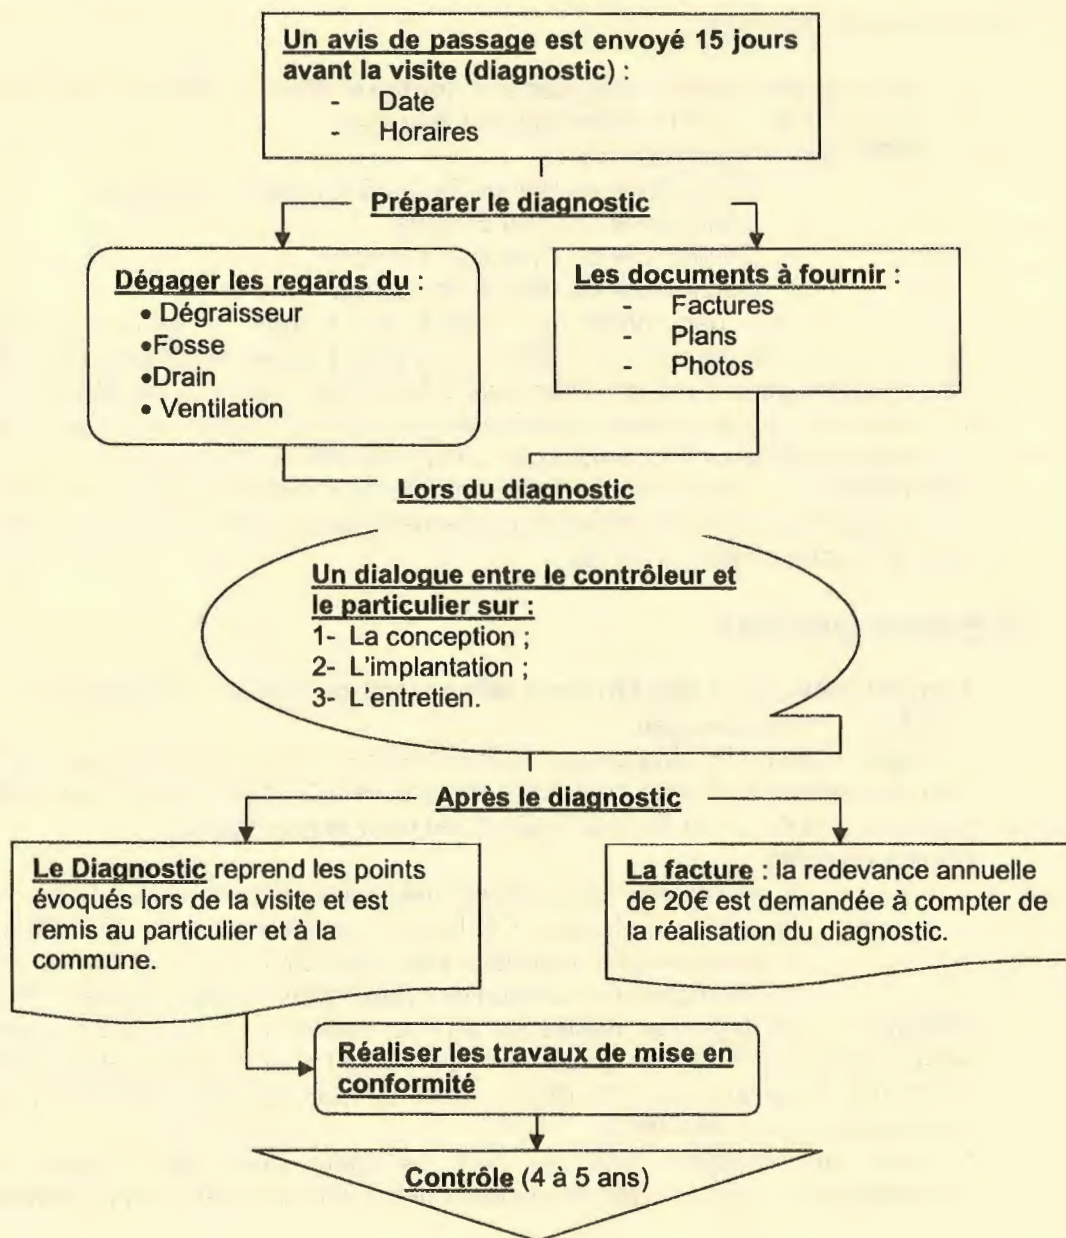 Un avis de passage est envoyé 15 jours
avant la visite (diagnostic) :
- Date
- Horaires
Préparer le diagnostic
Dégager les regards du :
• Dégraisseur
•Fosse
•Drain
• Ventilation
Les documents à fournir :
- Factures
- Plans
- Photos
Lors du diagnostic
Un dialogue entre le contrôleur et
le particulier sur :
1- La conception ;
2- L'implantation ;
3- L'entretien.
Après le diagnostic
Le Diagnostic reprend les points
évoqués lors de la visite et est
remis au particulier et à la
commune.
La facture : la redevance annuelle
de 20€ est demandée à compter de
la réalisation du diagnostic.
Réaliser les travaux de mise en
conformité
Contrôle (4 à 5 ans)